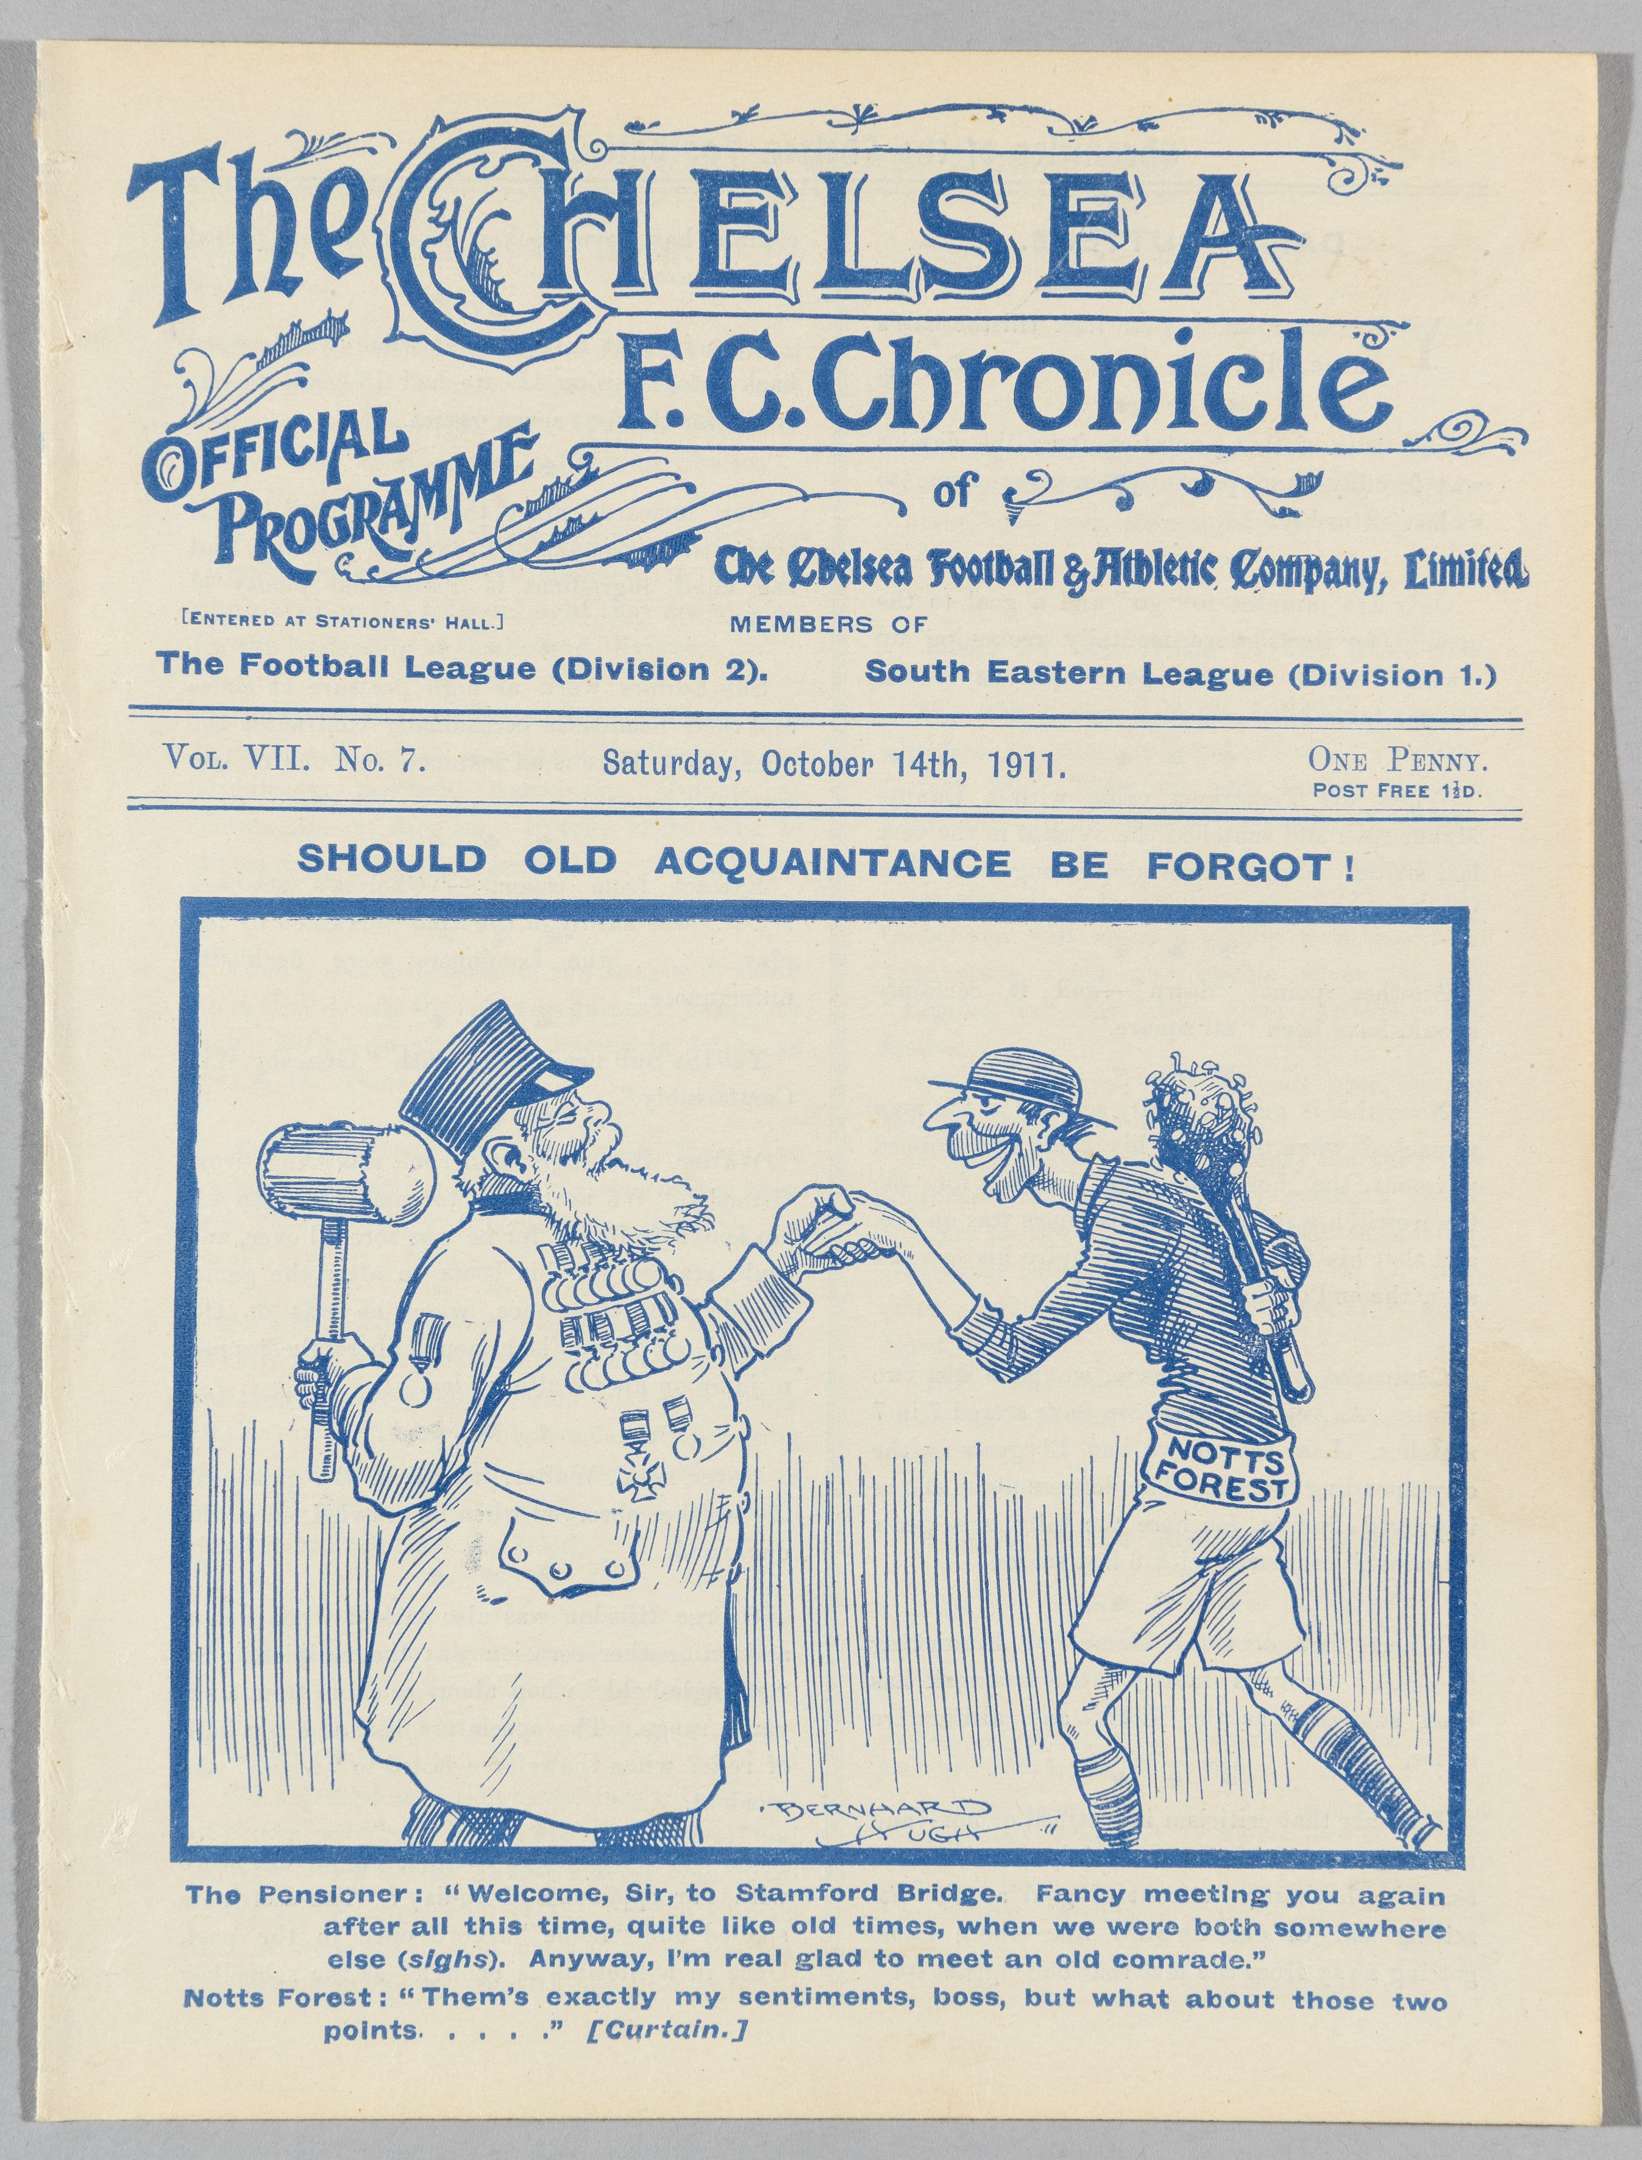 The CHELSEA
F.C. Chronicle
OFFICIAL
PROGRAMME
of
The Chelsea Football & Athletic Company, Limited
[ENTERED AT STATIONERS' HALL.]
MEMBERS OF
The Football League (Division 2). South Eastern League (Division 1.)
VOL. VII. No. 7. Saturday, October 14th, 1911. ONE PENNY.
POST FREE 1½D.
SHOULD OLD ACQUAINTANCE BE FORGOT!
NOTTS
FOREST
BERNHARD
HUGH
The Pensioner: "Welcome, Sir, to Stamford Bridge. Fancy meeting you again
after all this time, quite like old times, when we were both somewhere
else (sighs). Anyway, I'm real glad to meet an old comrade."
Notts Forest: "Them's exactly my sentiments, boss, but what about those two
points. . . . ." [Curtain.]